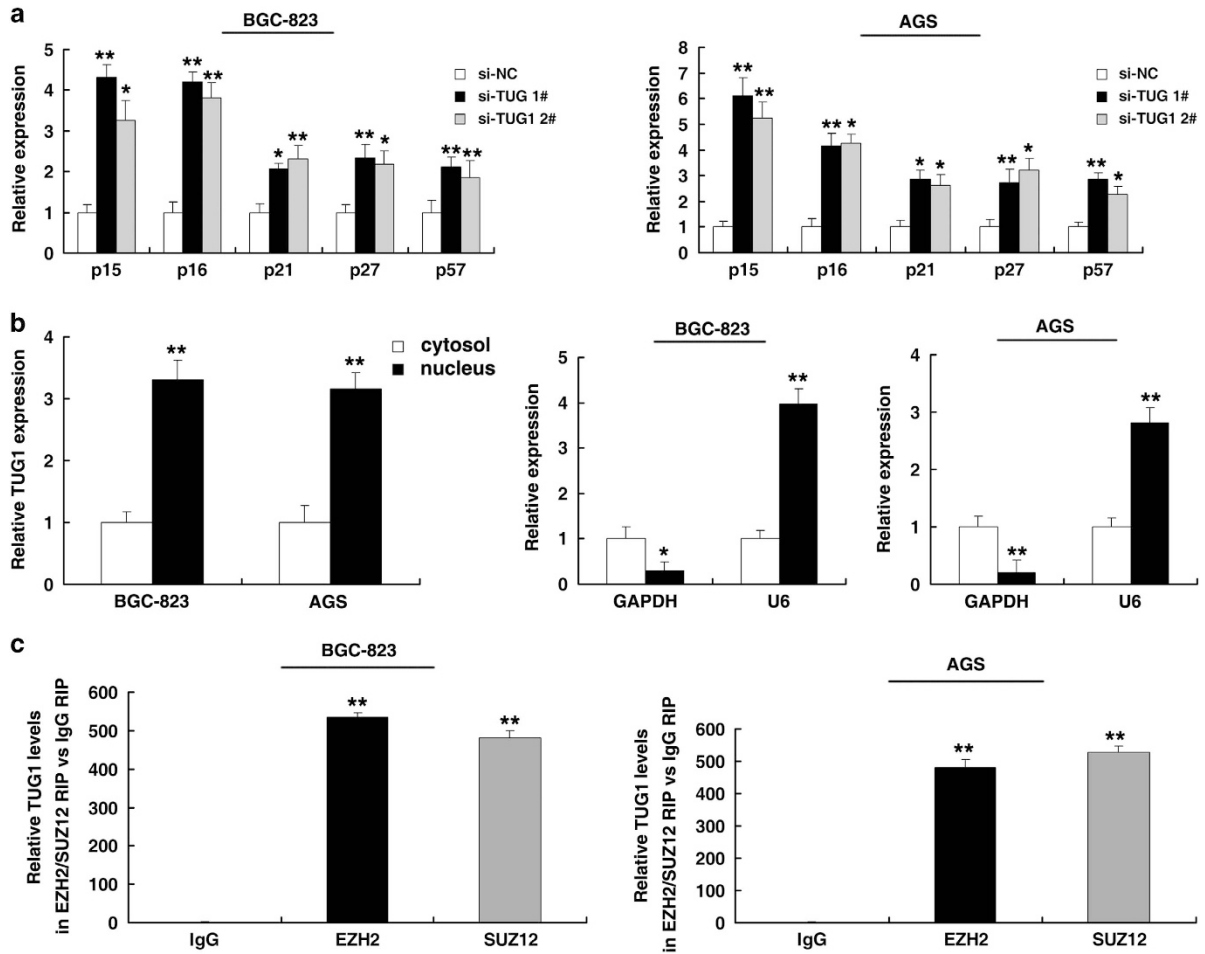 a
BGC-823
Relative expression
5
4
3
2
1
0
** * ** ** * ** ** * ** **
p15 p16 p21 p27 p57
si-NC
si-TUG 1#
si-TUG1 2#
AGS
Relative expression
8
7
6
5
4
3
2
1
0
** ** ** * * * ** * ** *
p15 p16 p21 p27 p57
si-NC
si-TUG 1#
si-TUG1 2#
b
Relative TUG1 expression
4
3
2
1
0
** **
BGC-823 AGS
cytosol
nucleus
BGC-823
Relative expression
5
4
3
2
1
0
* **
GAPDH U6
AGS
Relative expression
4
3
2
1
0
** **
GAPDH U6
c
BGC-823
Relative TUG1 levels
in EZH2/SUZ12 RIP vs IgG RIP
600
500
400
300
200
100
0
** **
IgG EZH2 SUZ12
AGS
Relative TUG1 levels
in EZH2/SUZ12 RIP vs IgG RIP
600
500
400
300
200
100
0
** **
IgG EZH2 SUZ12